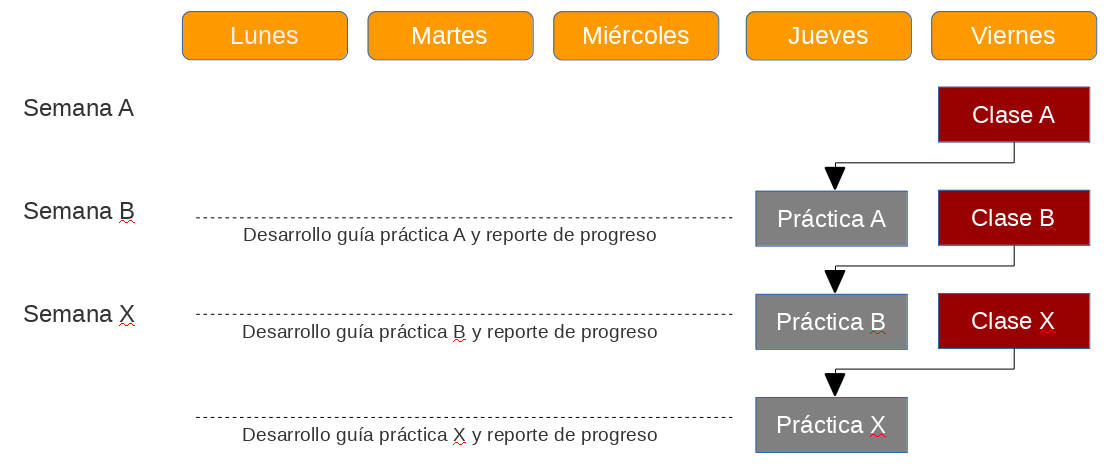 Lunes Martes Miércoles Jueves Viernes
Semana A Clase A
Semana B Práctica A Clase B
Desarrollo guía práctica A y reporte de progreso
Semana X Práctica B Clase X
Desarrollo guía práctica B y reporte de progreso
Práctica X
Desarrollo guía práctica X y reporte de progreso